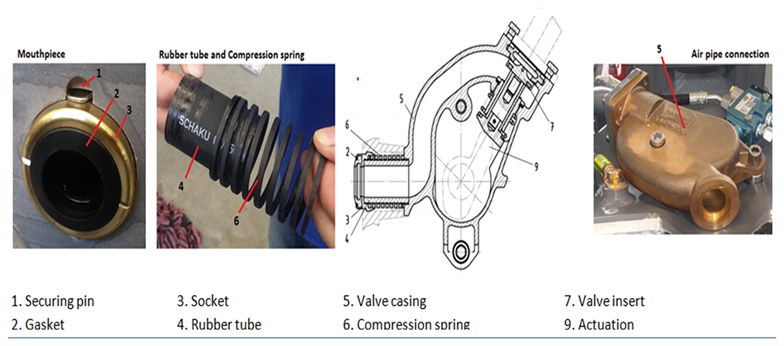 Mouthpiece
Rubber tube and Compression spring
Air pipe connection
1
2
3
SCHAKU
4
6
5
6
2
3
4
7
9
5
1. Securing pin
3. Socket
5. Valve casing
7. Valve insert
2. Gasket
4. Rubber tube
6. Compression spring
9. Actuation